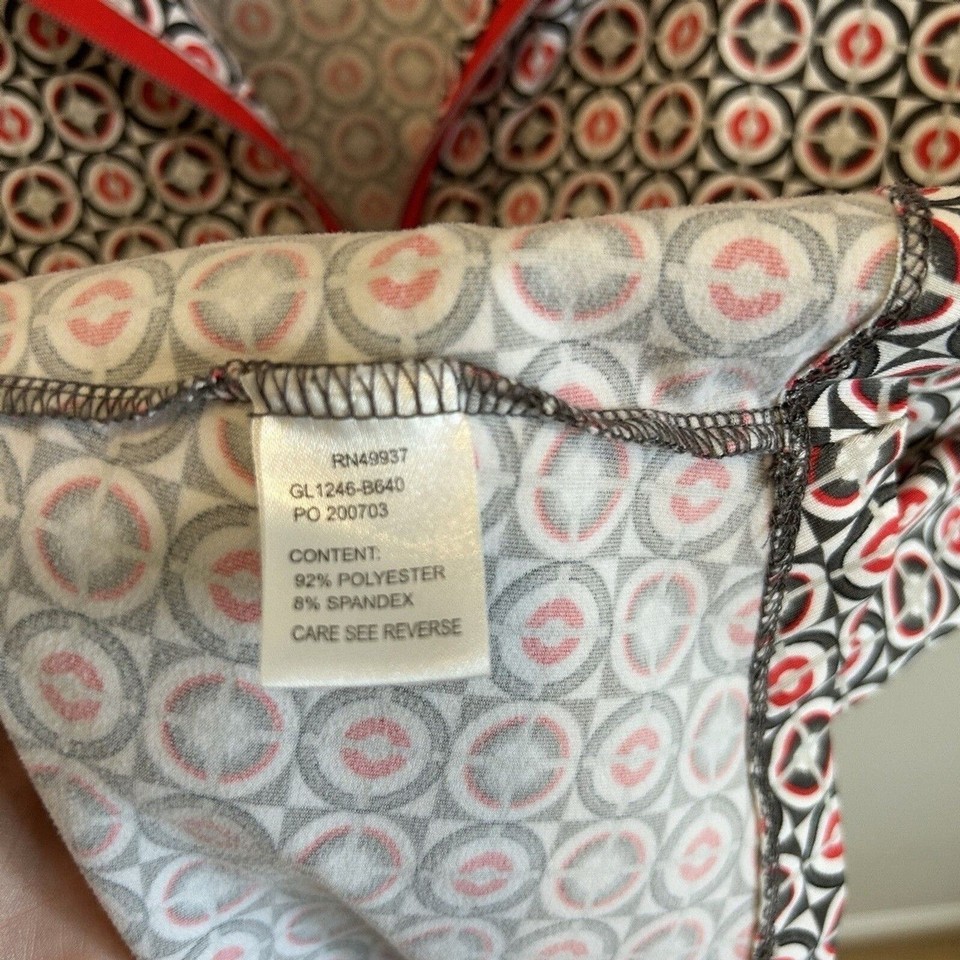 RN49937
GL1246-B640
PO 200703
CONTENT:
92% POLYESTER
8% SPANDEX
CARE SEE REVERSE